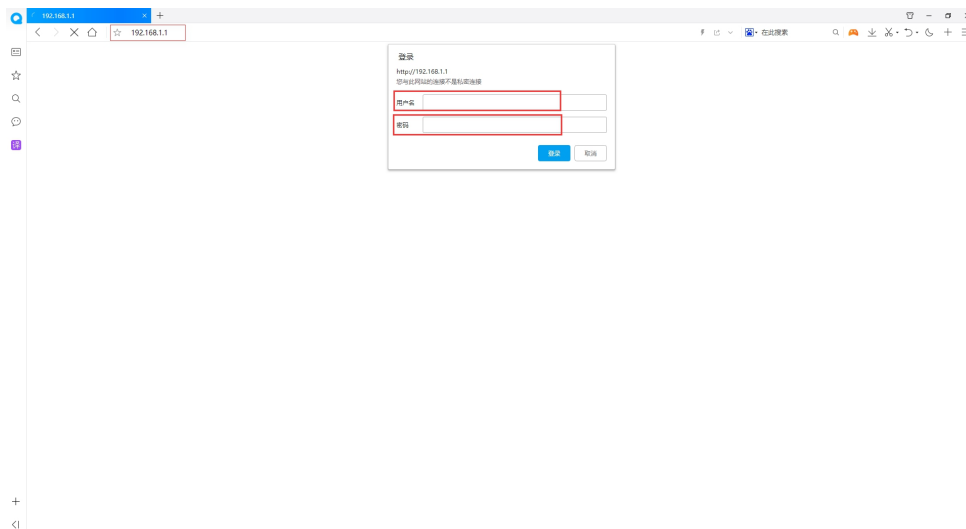 192.168.1.1
192.168.1.1
在此搜索
译
登录
http://192.168.1.1
您与此网站的连接不是私密连接
用户名
密码
登录
取消